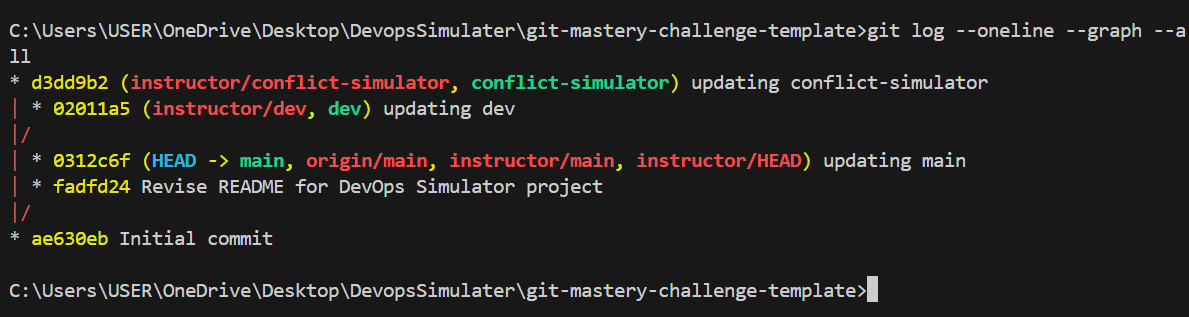 C:\Users\USER\OneDrive\Desktop\DevopsSimulater\git-mastery-challenge-template>git log --oneline --graph --a
ll
* d3dd9b2 (instructor/conflict-simulator, conflict-simulator) updating conflict-simulator
| * 02011a5 (instructor/dev, dev) updating dev
|/
| * 0312c6f (HEAD -> main, origin/main, instructor/main, instructor/HEAD) updating main
| * fadfd24 Revise README for DevOps Simulator project
|/
* ae630eb Initial commit
C:\Users\USER\OneDrive\Desktop\DevopsSimulater\git-mastery-challenge-template>